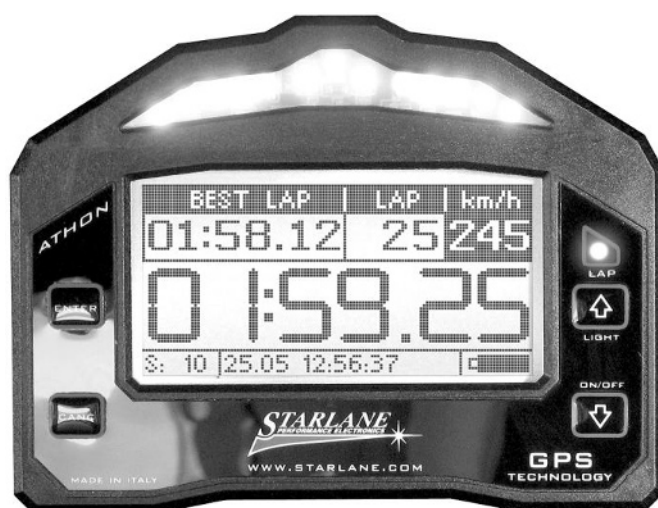 BEST LAP LAP km/h
01:58.12 25 245
ATHON
LAP
01:59.25
ENTER
LIGHT
S: 10 25.05 12:56:37
ON/OFF
STARLANE
PERFORMANCE ELECTRONICS
GPS
WWW.STARLANE.COM
TECHNOLOGY
MADE IN ITALY